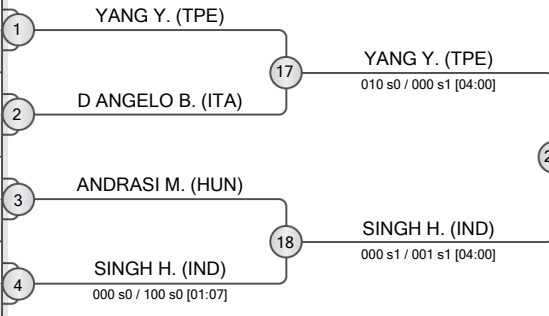 1
YANG Y. (TPE)
17
YANG Y. (TPE)
010 s0 / 000 s1 [04:00]
2
D ANGELO B. (ITA)
3
ANDRASI M. (HUN)
18
SINGH H. (IND)
000 s1 / 001 s1 [04:00]
4
SINGH H. (IND)
000 s0 / 100 s0 [01:07]